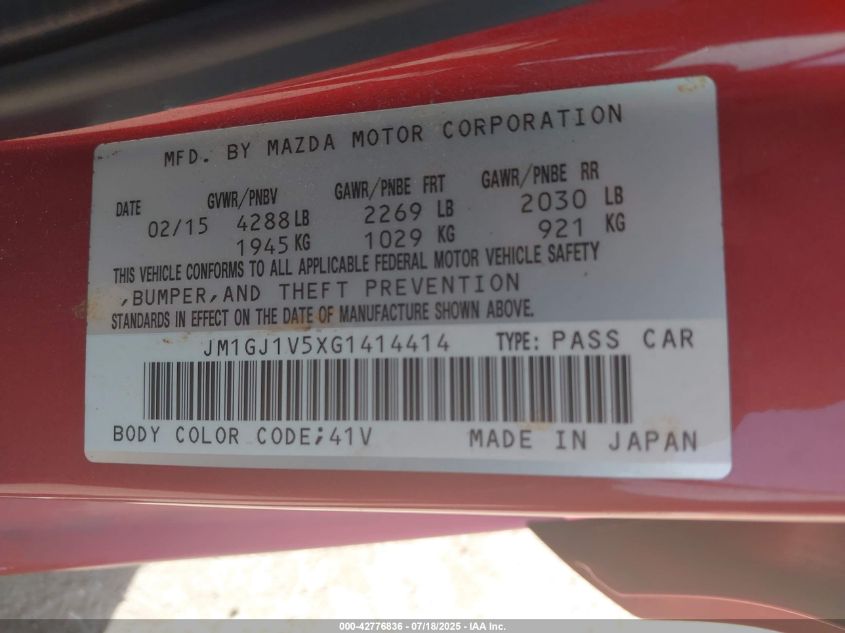 MFD. BY MAZDA MOTOR CORPORATION
DATE GVWR/PNBV GAWR/PNBE FRT GAWR/PNBE RR
02/15 4288 LB 2269 LB 2030 LB
1945 KG 1029 KG 921 KG
THIS VEHICLE CONFORMS TO ALL APPLICABLE FEDERAL MOTOR VEHICLE SAFETY
,BUMPER,AND THEFT PREVENTION
STANDARDS IN EFFECT ON THE DATE OF MANUFACTURE SHOWN ABOVE.
JM1GJ1V5XG1414414 TYPE: PASS CAR
BODY COLOR CODE;41V MADE IN JAPAN
000-42776836 - 07/18/2025 - IAA Inc.